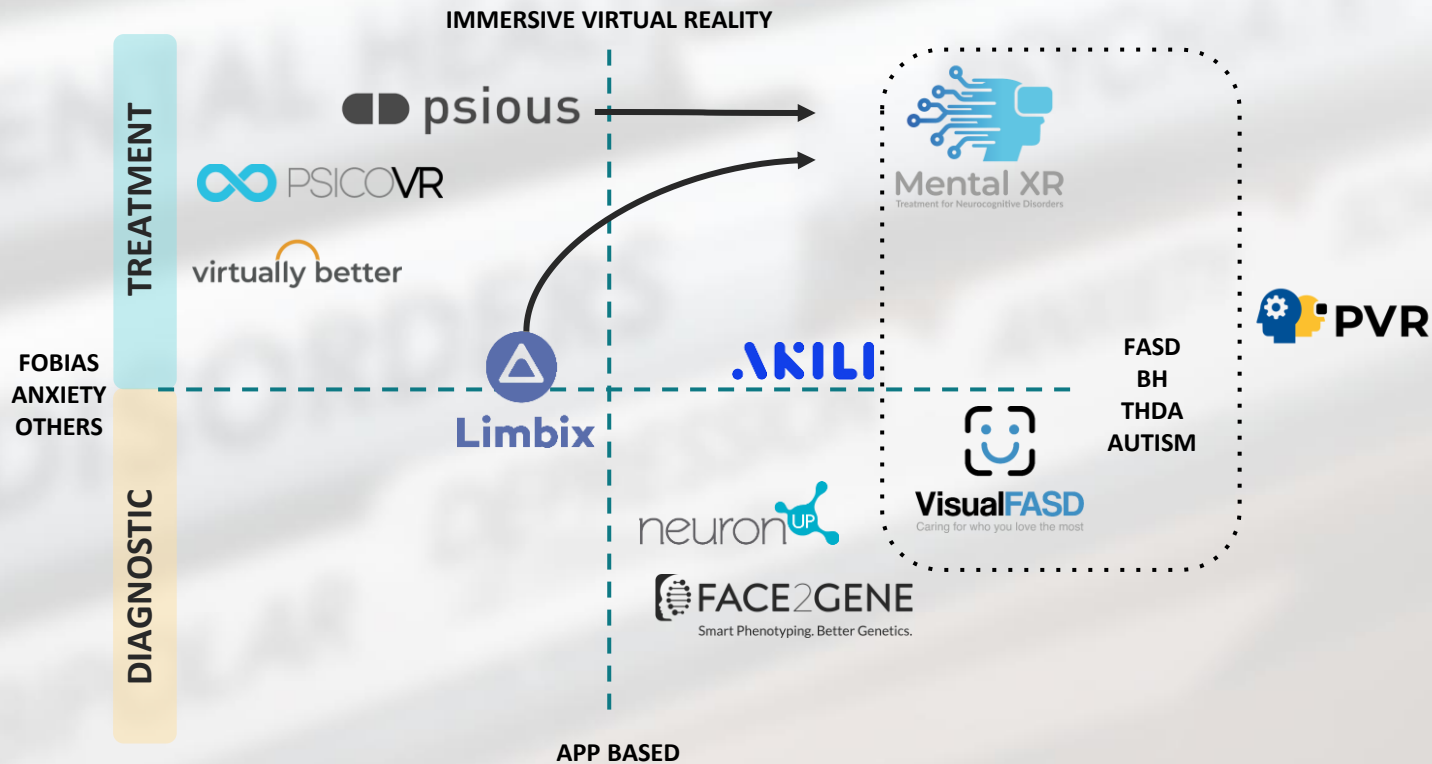 IMMERSIVE VIRTUAL REALITY
TREATMENT
psious
PSICOVR
virtually better
Mental XR
Treatment for Neurocognitive Disorders
PVR
FOBIAS
ANXIETY
OTHERS
Limbix
AKILI
FASD
BH
THDA
AUTISM
DIAGNOSTIC
VisualFASD
Caring for who you love the most
neuronUP
FACE2GENE
Smart Phenotyping. Better Genetics.
APP BASED